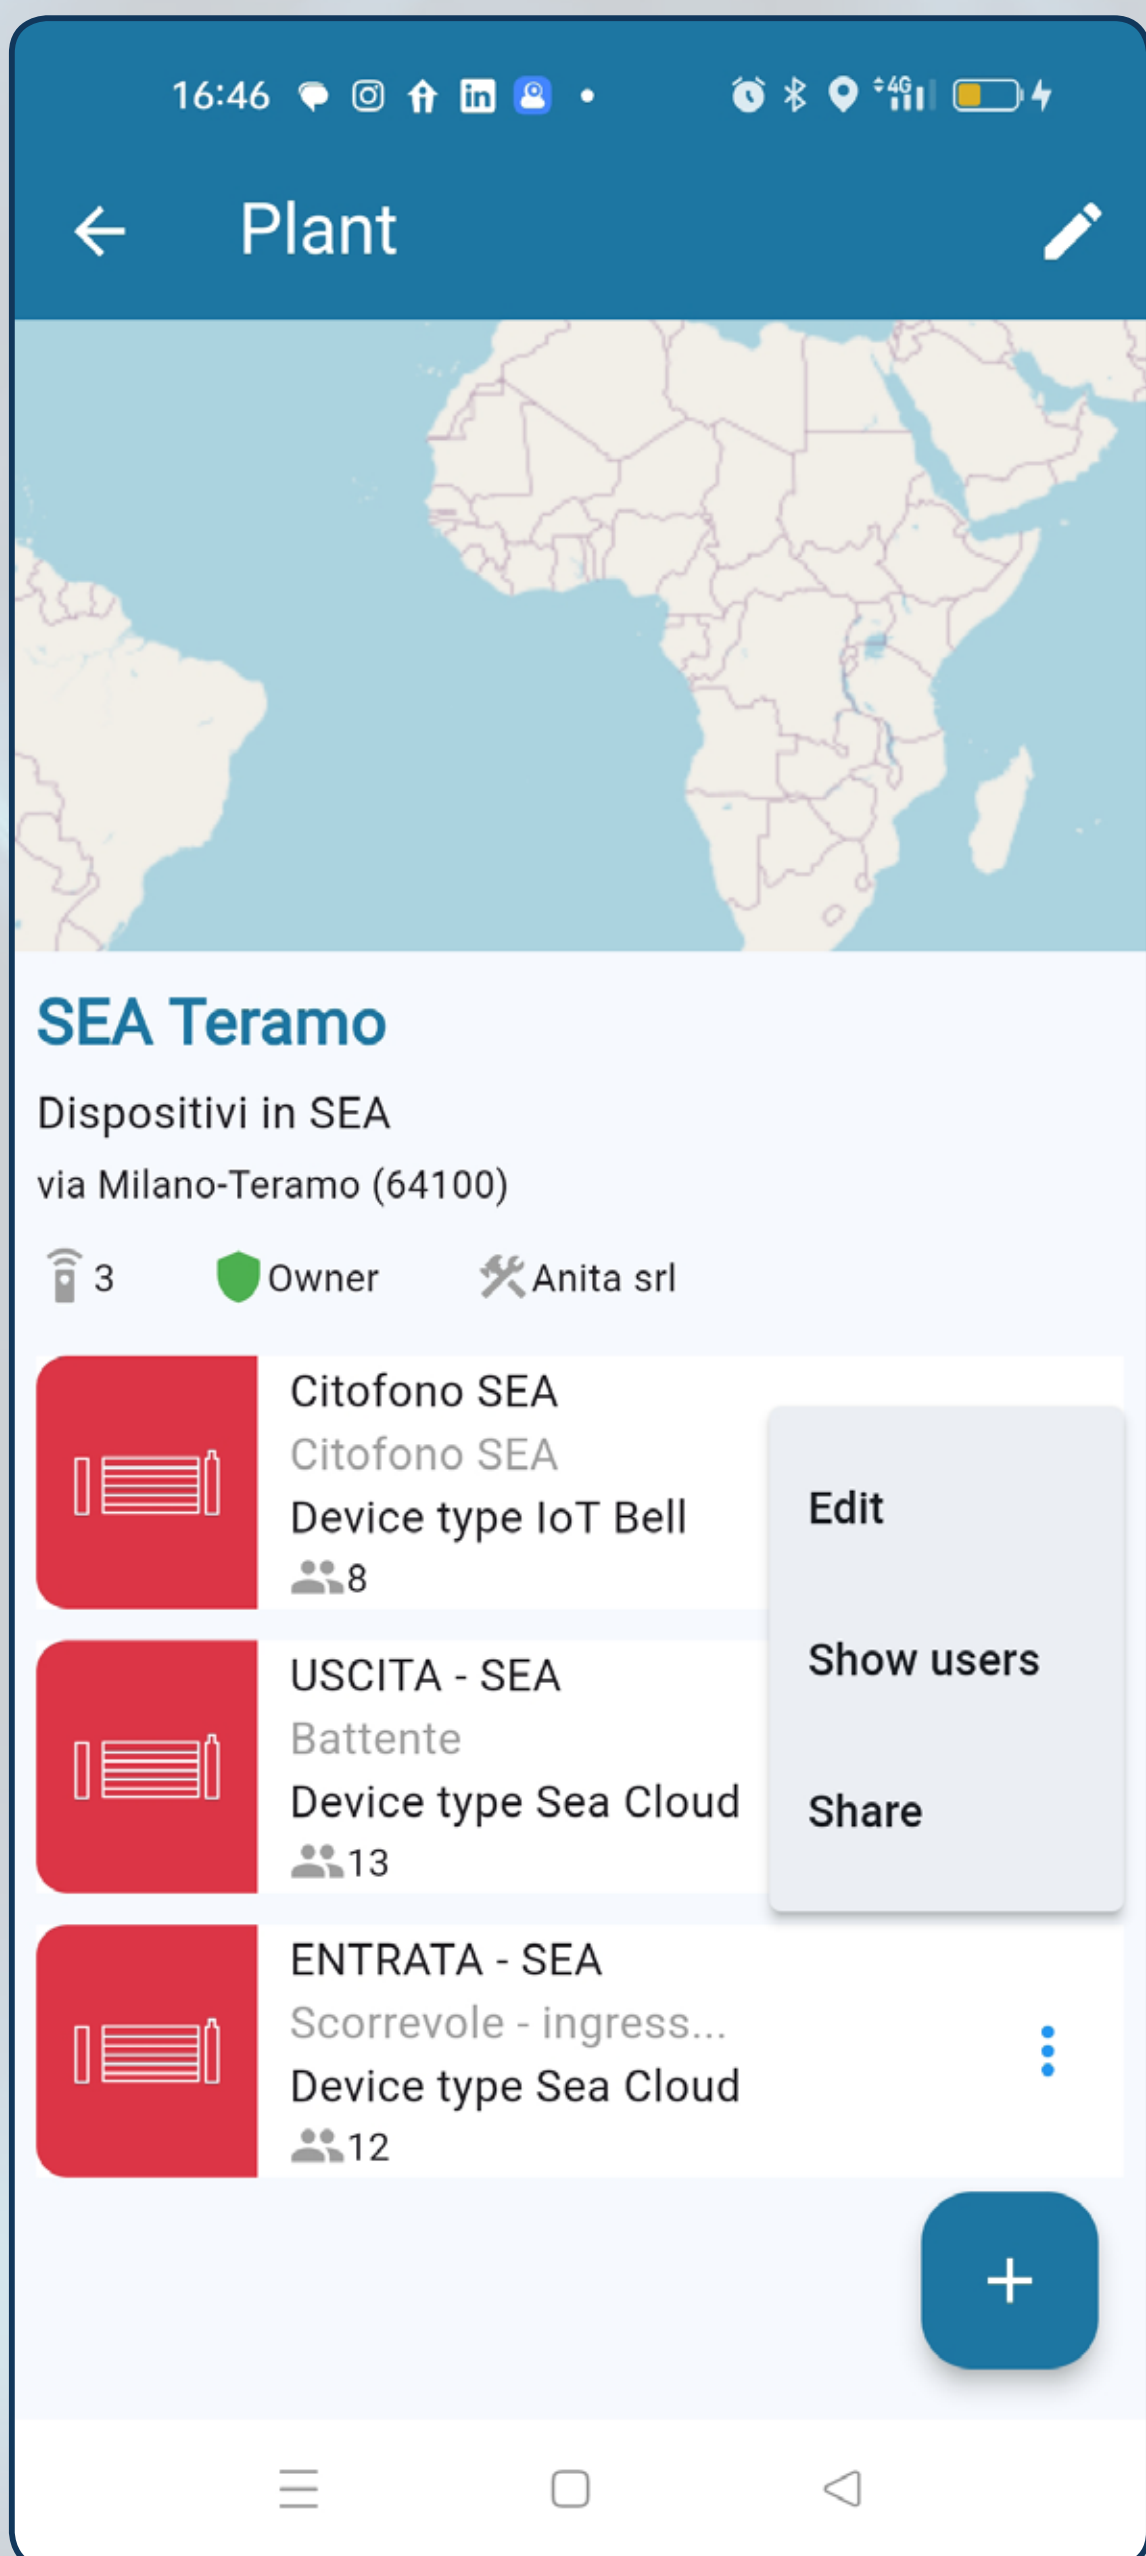 16:46 4G
Plant
SEA Teramo
Dispositivi in SEA
via Milano-Teramo (64100)
3 Owner Anita srl
Citofono SEA
Citofono SEA
Device type IoT Bell
8
Edit
Show users
Share
USCITA - SEA
Battente
Device type Sea Cloud
13
ENTRATA - SEA
Scorrevole - ingress...
Device type Sea Cloud
12